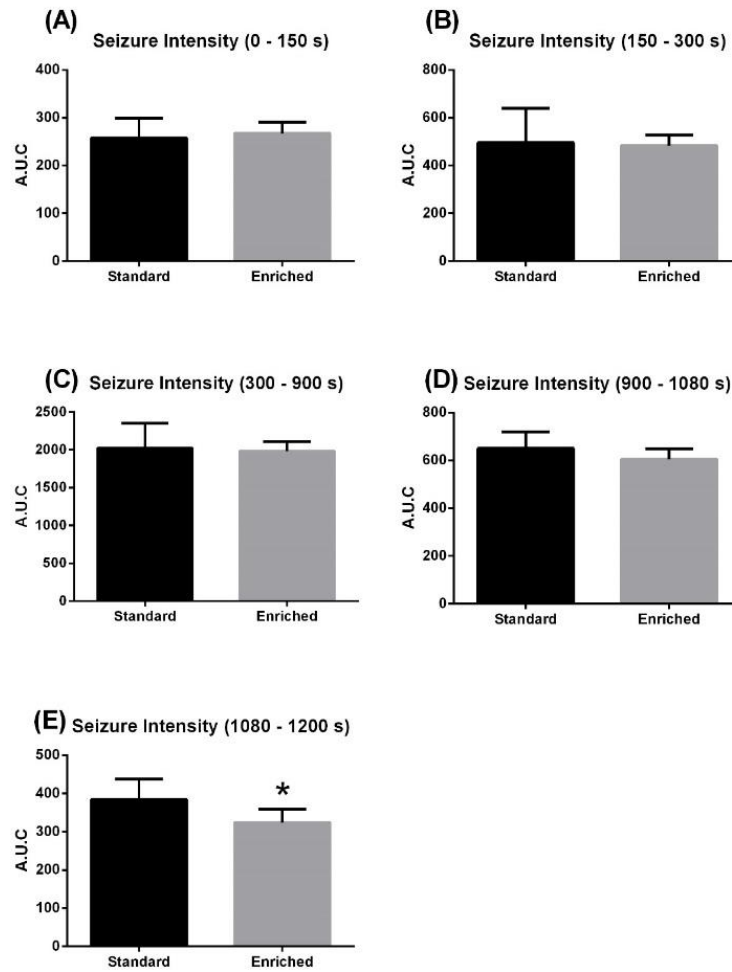 (A)
Seizure Intensity (0 - 150 s)
400
300
200
100
0
A.U.C
Standard
Enriched
(B)
Seizure Intensity (150 - 300 s)
800
600
400
200
0
A.U.C
Standard
Enriched
(C)
Seizure Intensity (300 - 900 s)
2500
2000
1500
1000
500
0
A.U.C
Standard
Enriched
(D)
Seizure Intensity (900 - 1080 s)
800
600
400
200
0
A.U.C
Standard
Enriched
(E)
Seizure Intensity (1080 - 1200 s)
500
400
300
200
100
0
A.U.C
*
Standard
Enriched